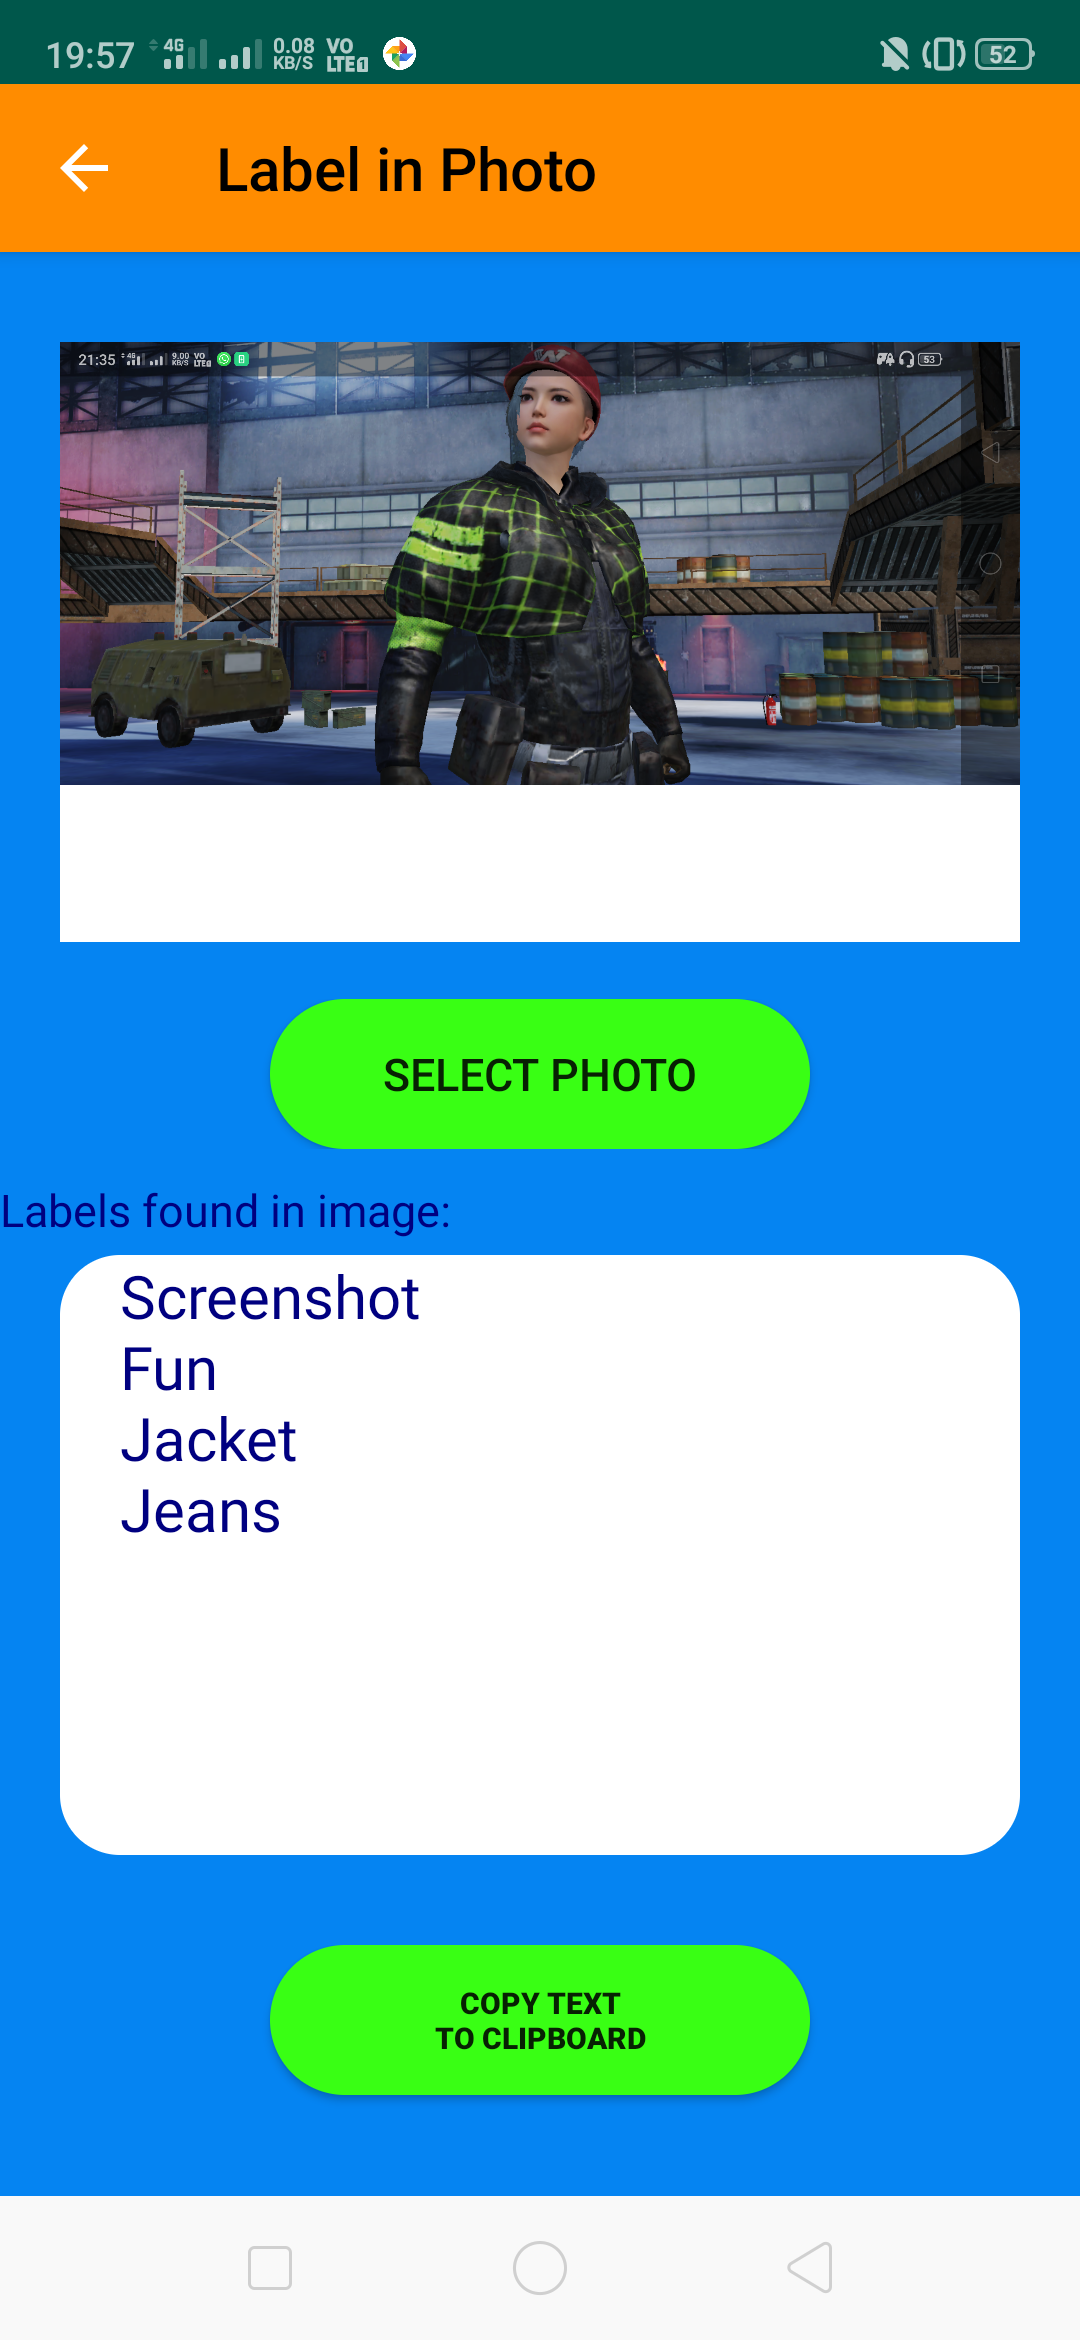 19:57 4G 0.08 KB/S VO LTE 1 52
Label in Photo
21:35 4G 9.00 KB/S VO LTE 53
W
SELECT PHOTO
Labels found in image:
Screenshot
Fun
Jacket
Jeans
COPY TEXT
TO CLIPBOARD